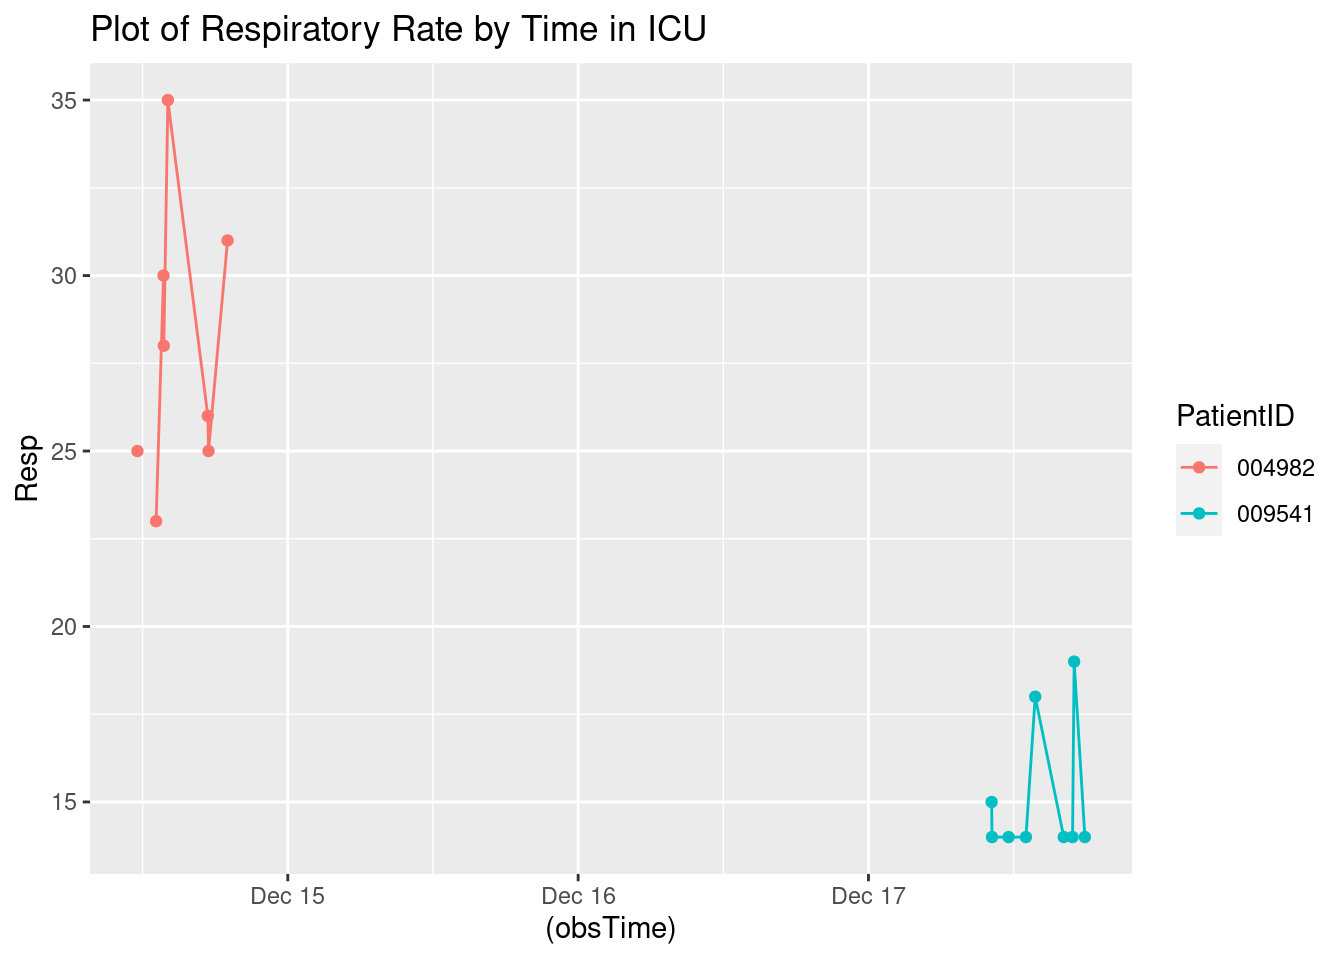 Plot of Respiratory Rate by Time in ICU
35
30
25
20
15
Resp
Dec 15
Dec 16
Dec 17
(obsTime)
PatientID
004982
009541